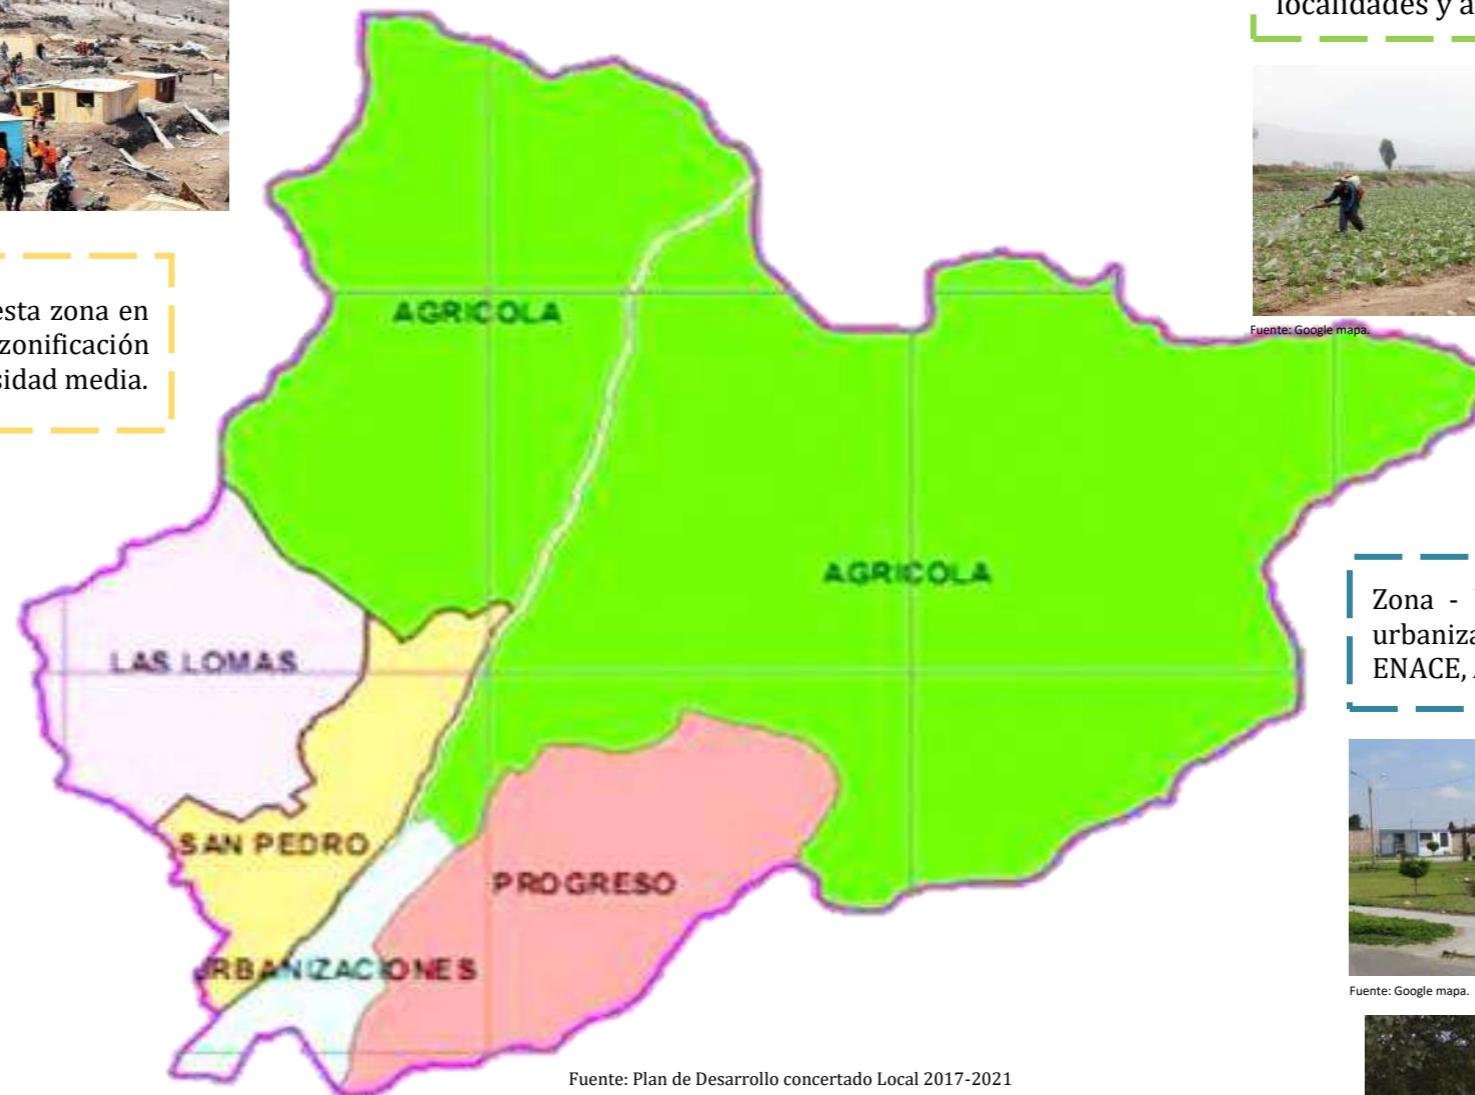 localidades y a
esta zona en
zonificación
sidad media.
Fuente: Google mapa.
AGRICOLA
AGRICOLA
Zona -
urbaniza
ENACE,
LAS LOMAS
SAN PEDRO
PROGRESO
URBANIZACIONES
Fuente: Google mapa.
Fuente: Plan de Desarrollo concertado Local 2017-2021